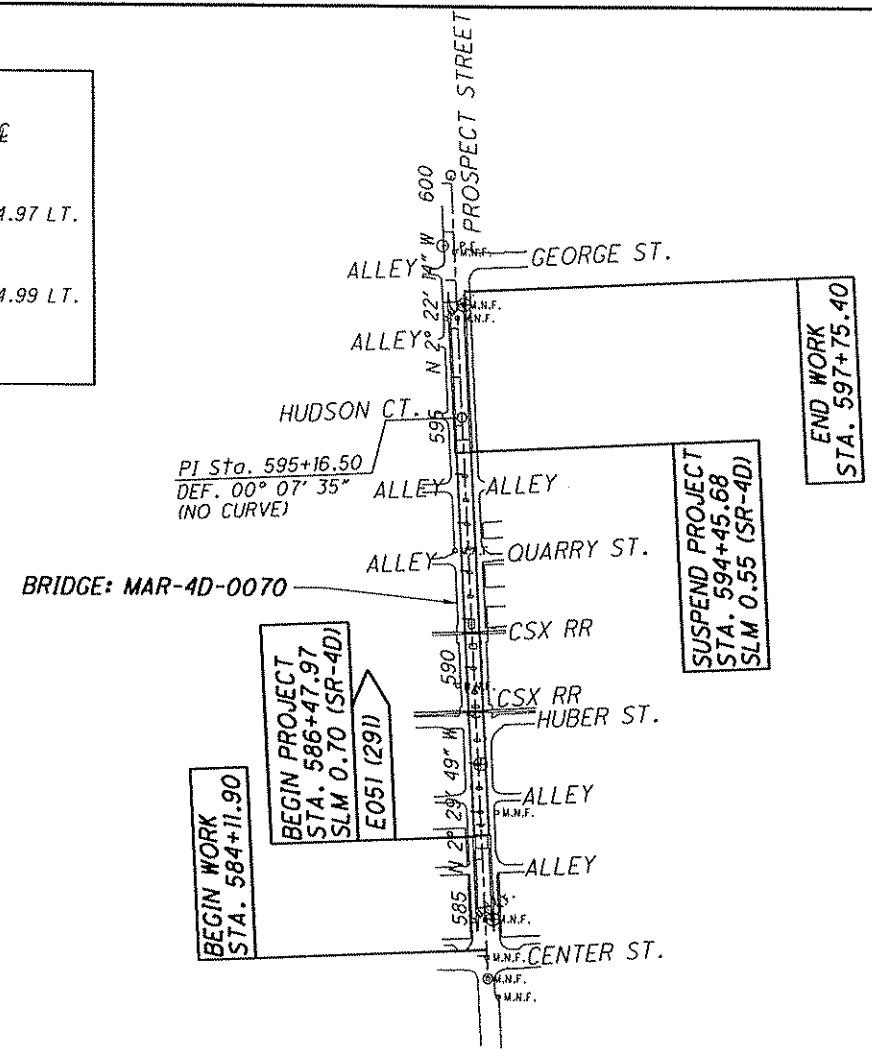 ℄
4.97 LT.
4.99 LT.
PROSPECT STREET
600
P.C.
M.N.F.
GEORGE ST.
ALLEY
N 2° 22' 14" W
M.N.F.
M.N.F.
ALLEY
END WORK
STA. 597+75.40
HUDSON CT.
595
PI Sta. 595+16.50
DEF. 00° 07' 35"
(NO CURVE)
ALLEY
ALLEY
SUSPEND PROJECT
STA. 594+45.68
SLM 0.55 (SR-4D)
ALLEY
QUARRY ST.
BRIDGE: MAR-4D-0070
CSX RR
590
CSX RR
HUBER ST.
BEGIN PROJECT
STA. 586+47.97
SLM 0.70 (SR-4D)
E051 (291)
N 2° 29' 49" W
ALLEY
M.N.F.
ALLEY
BEGIN WORK
STA. 584+11.90
585
M.N.F.
M.N.F.
CENTER ST.
M.N.F.
M.N.F.